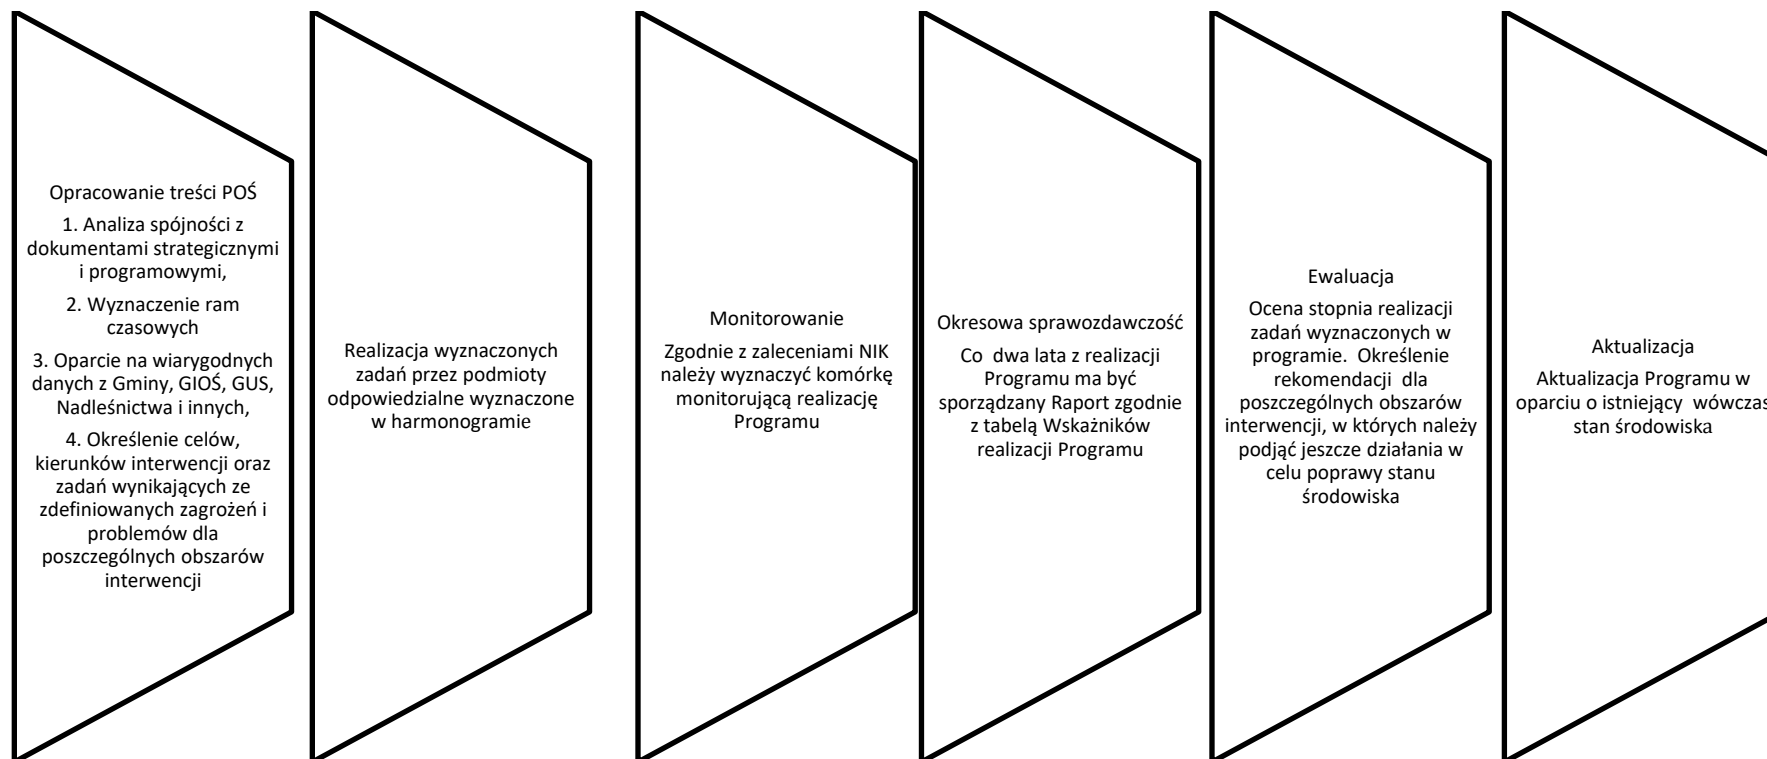 Opracowanie treści POŚ
1. Analiza spójności z
dokumentami strategicznymi
i programowymi,
2. Wyznaczenie ram
czasowych
3. Oparcie na wiarygodnych
danych z Gminy, GIOŚ, GUS,
Nadleśnictwa i innych,
4. Określenie celów,
kierunków interwencji oraz
zadań wynikających ze
zdefiniowanych zagrożeń i
problemów dla
poszczególnych obszarów
interwencji
Realizacja wyznaczonych
zadań przez podmioty
odpowiedzialne wyznaczone
w harmonogramie
Monitorowanie
Zgodnie z zaleceniami NIK
należy wyznaczyć komórkę
monitorującą realizację
Programu
Okresowa sprawozdawczość
Co dwa lata z realizacji
Programu ma być
sporządzany Raport zgodnie
z tabelą Wskażników
realizacji Programu
Ewaluacja
Ocena stopnia realizacji
zadań wyznaczonych w
programie. Określenie
rekomendacji dla
poszczególnych obszarów
interwencji, w których należy
podjąć jeszcze działania w
celu poprawy stanu
środowiska
Aktualizacja
Aktualizacja Programu w
oparciu o istniejący wówczas
stan środowiska